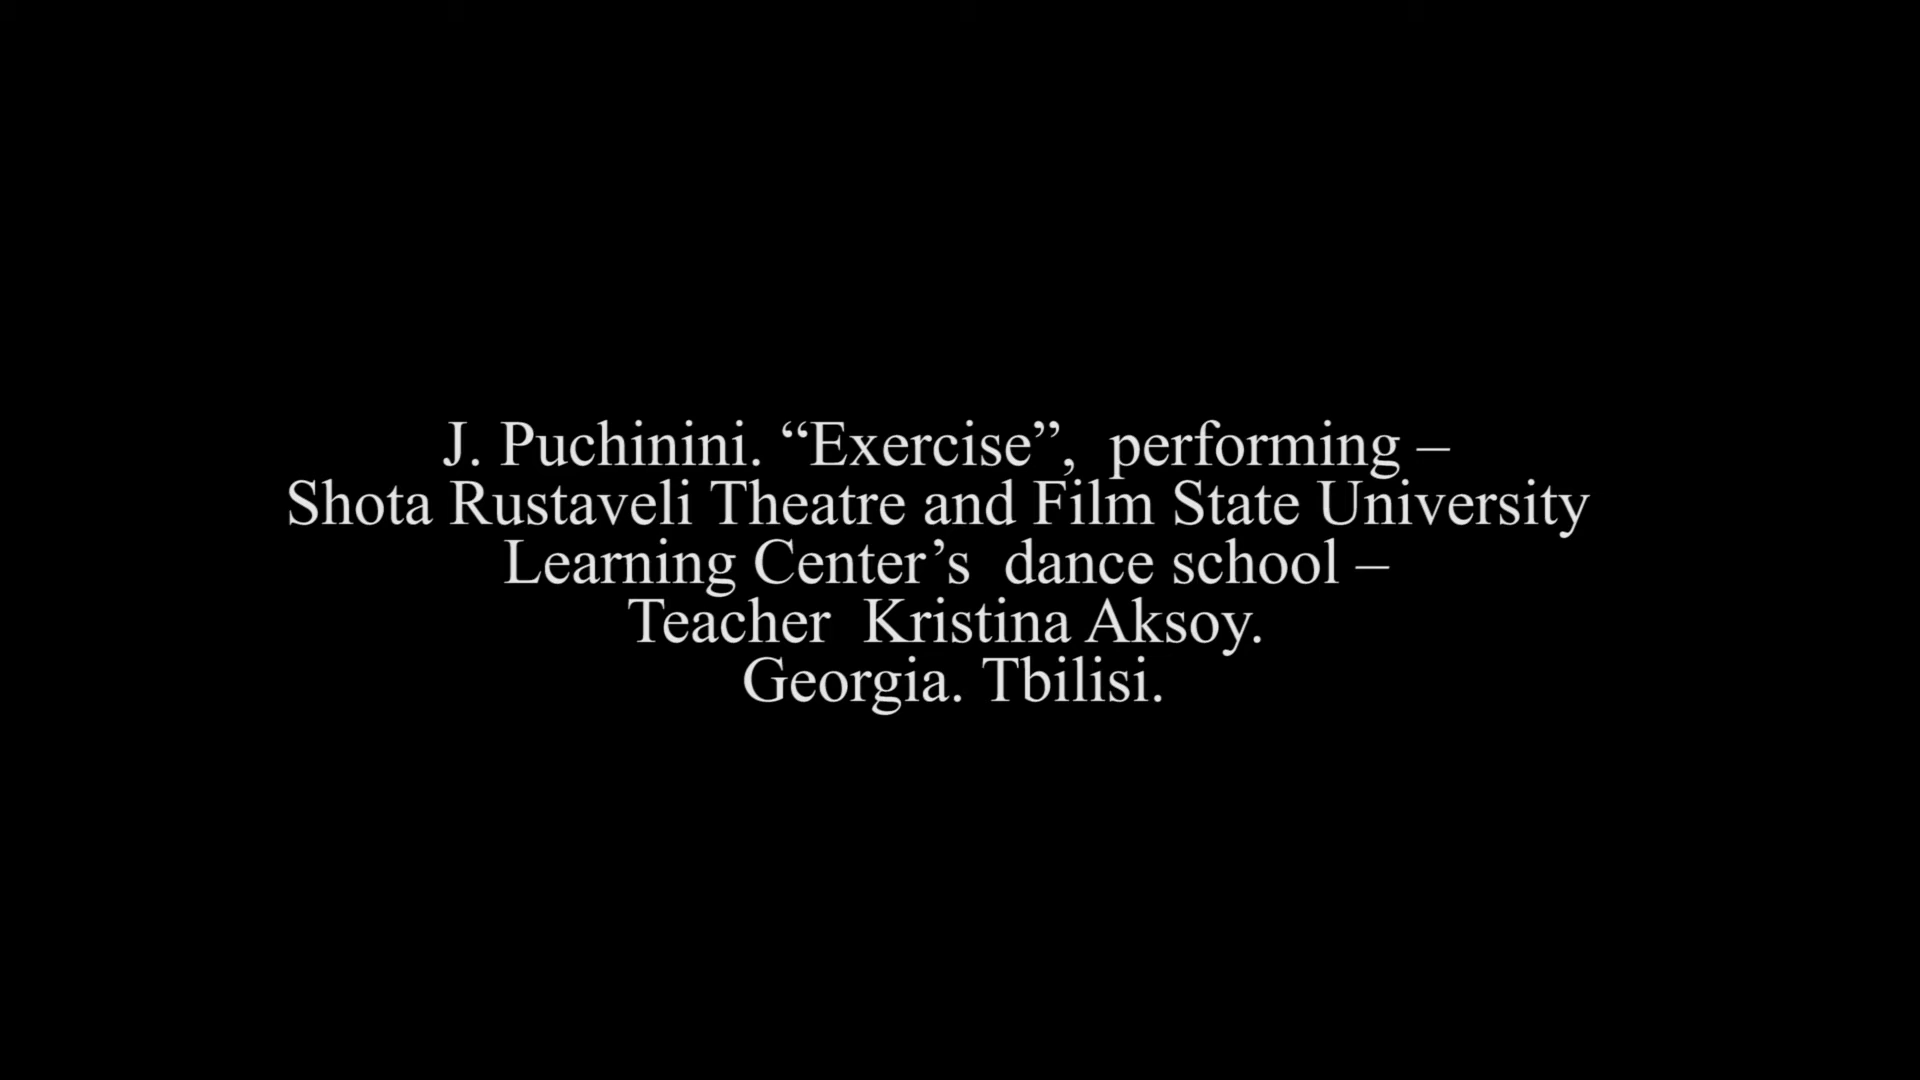 J. Puchinini. “Exercise”,  performing –
Shota Rustaveli Theatre and Film State University
Learning Center’s  dance school –
Teacher  Kristina Aksoy.
Georgia. Tbilisi.